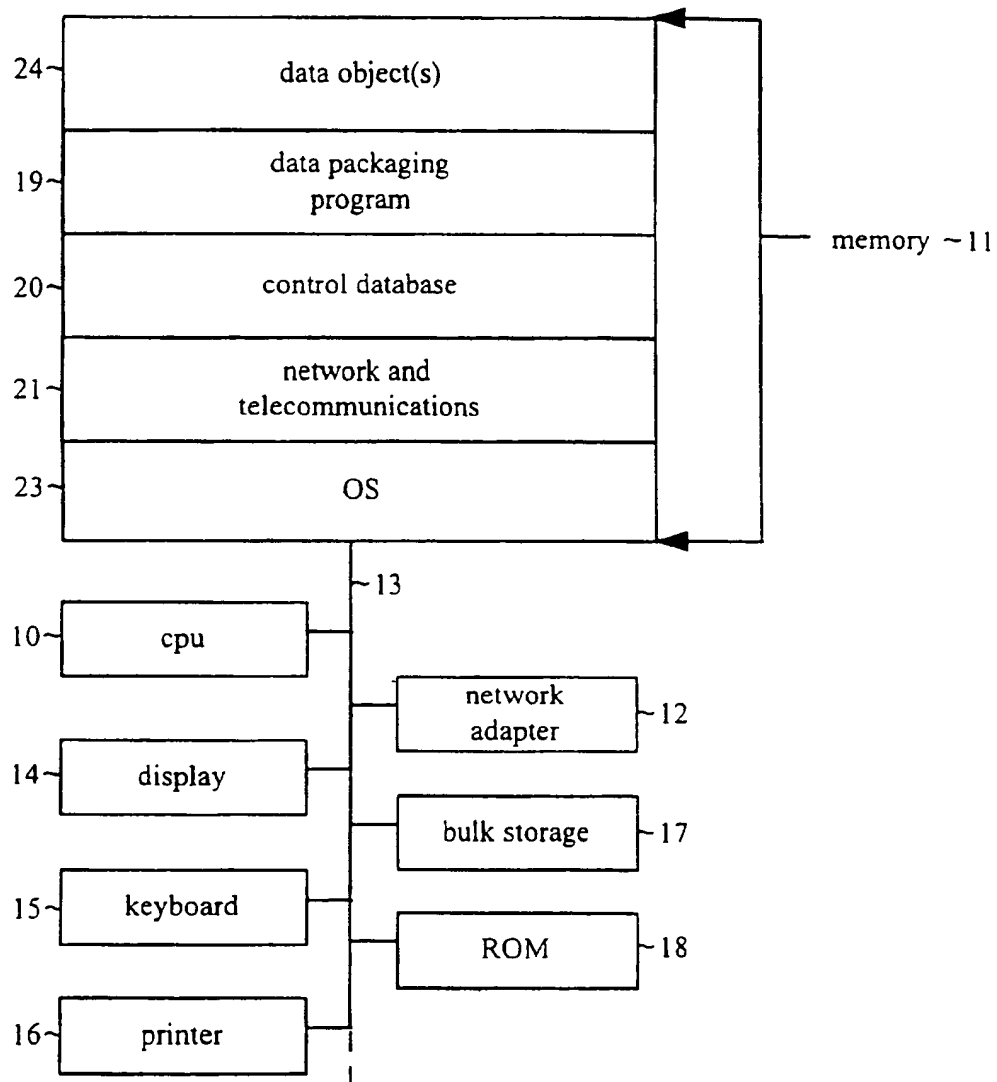 24~ data object(s)
19~ data packaging
program
memory ~11
20~ control database
21~ network and
telecommunications
23~ OS
~13
10~ cpu
network
adapter ~12
14~ display
bulk storage ~17
15~ keyboard
ROM ~18
16~ printer